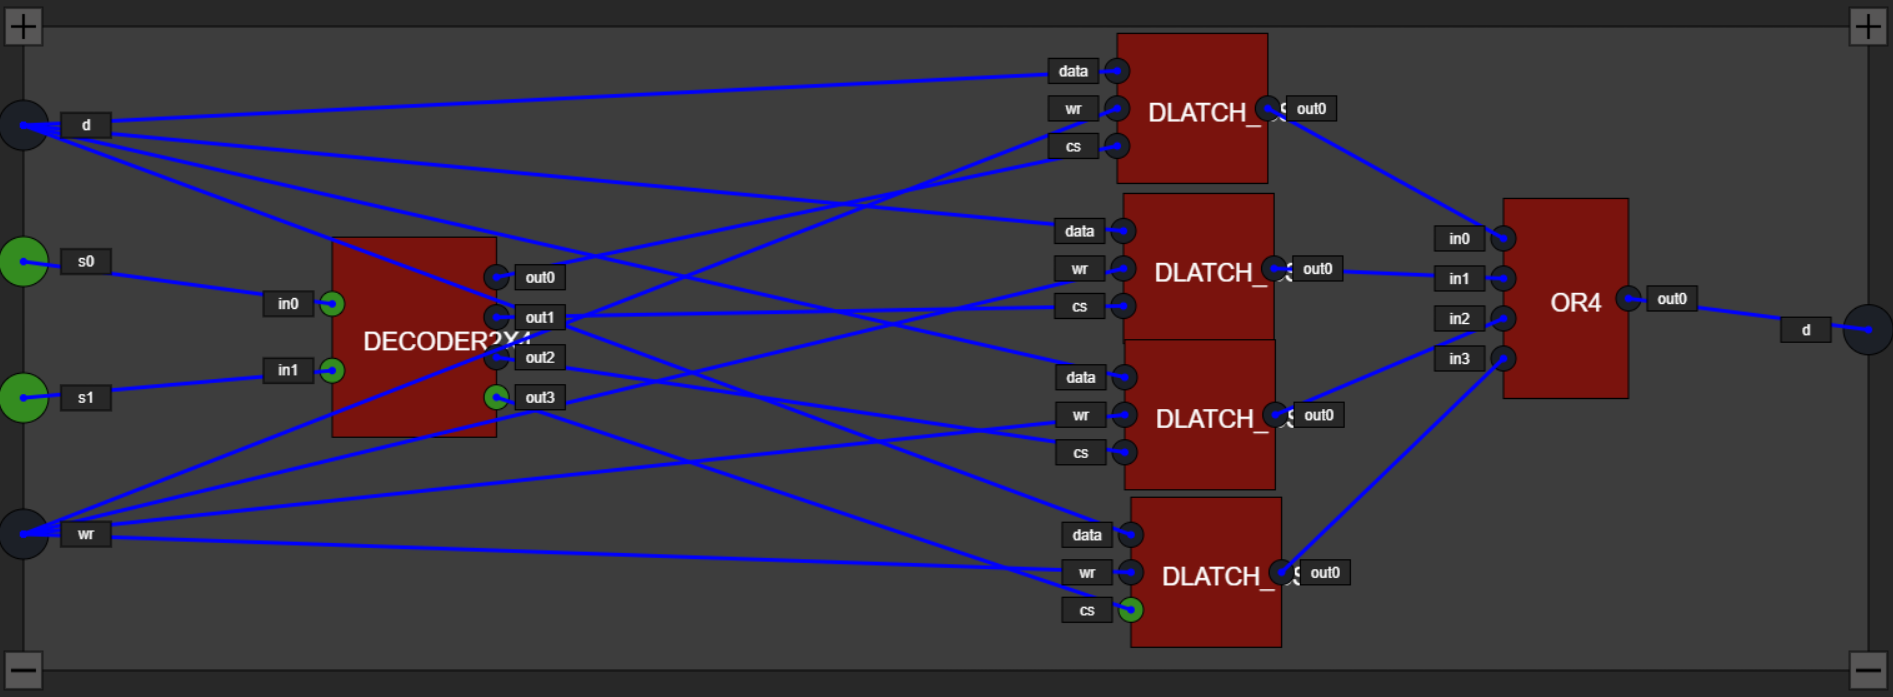 +
+
d
s0
s1
wr
in0
in1
DECODER2X4
out0
out1
out2
out3
data
wr
cs
DLATCH_
out0
data
wr
cs
DLATCH_
out0
data
wr
cs
DLATCH_
out0
data
wr
cs
DLATCH_
out0
in0
in1
in2
in3
OR4
out0
d
−
−